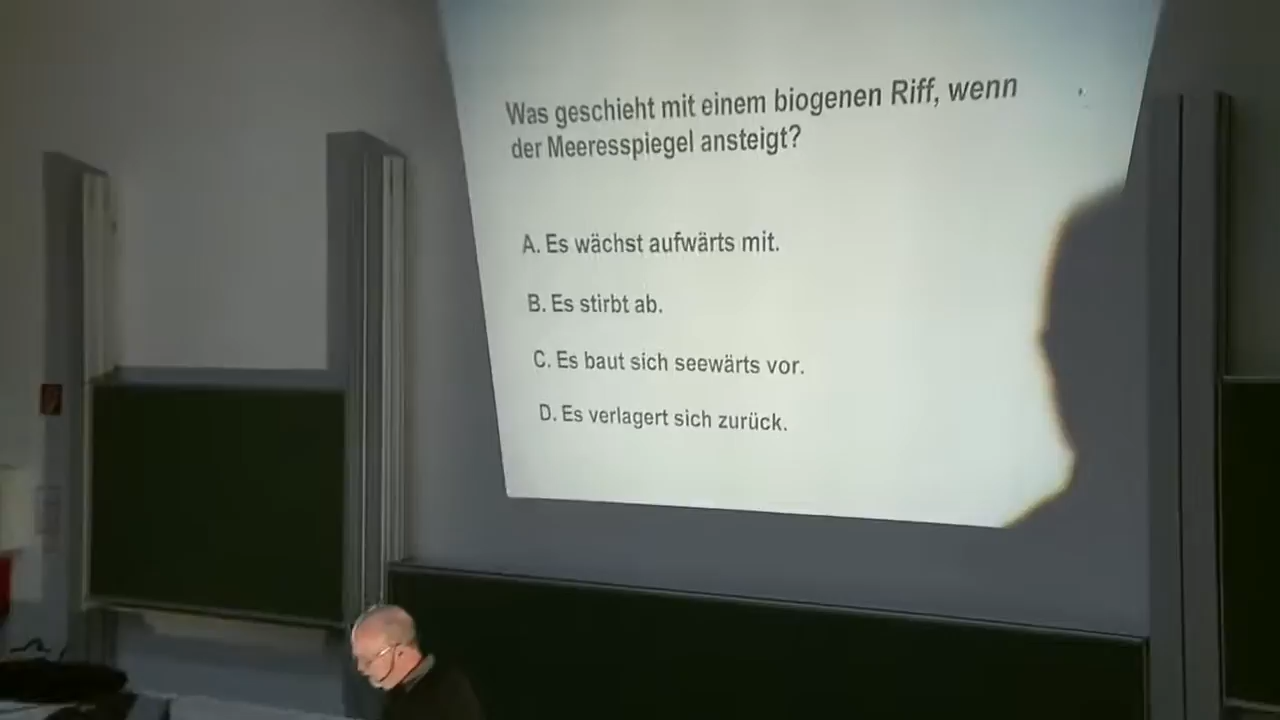 Was geschieht mit einem biogenen Riff, wenn
der Meeresspiegel ansteigt?
A. Es wächst aufwärts mit.
B. Es stirbt ab.
C. Es baut sich seewärts vor.
D. Es verlagert sich zurück.